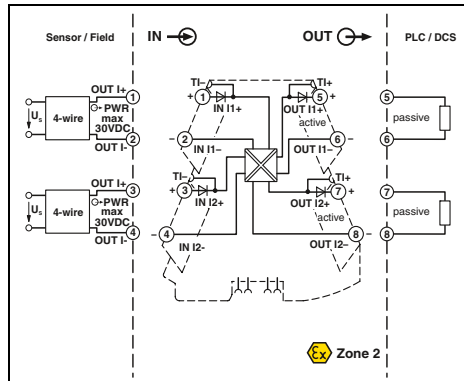 Sensor / Field
IN
OUT
PLC / DCS
OUT I+
1
TI–
+
1
IN I1+
TI+
5
+
OUT I1+
active
5
Us
4-wire
PWR
max
30VDC
passive
OUT I-
2
–
2
IN I1–
6
–
OUT I1–
6
OUT I+
3
TI–
+
3
IN I2+
TI+
7
+
OUT I2+
active
7
Us
4-wire
PWR
max
30VDC
passive
OUT I-
4
–
4
IN I2-
8
–
OUT I2–
8
Ex Zone 2